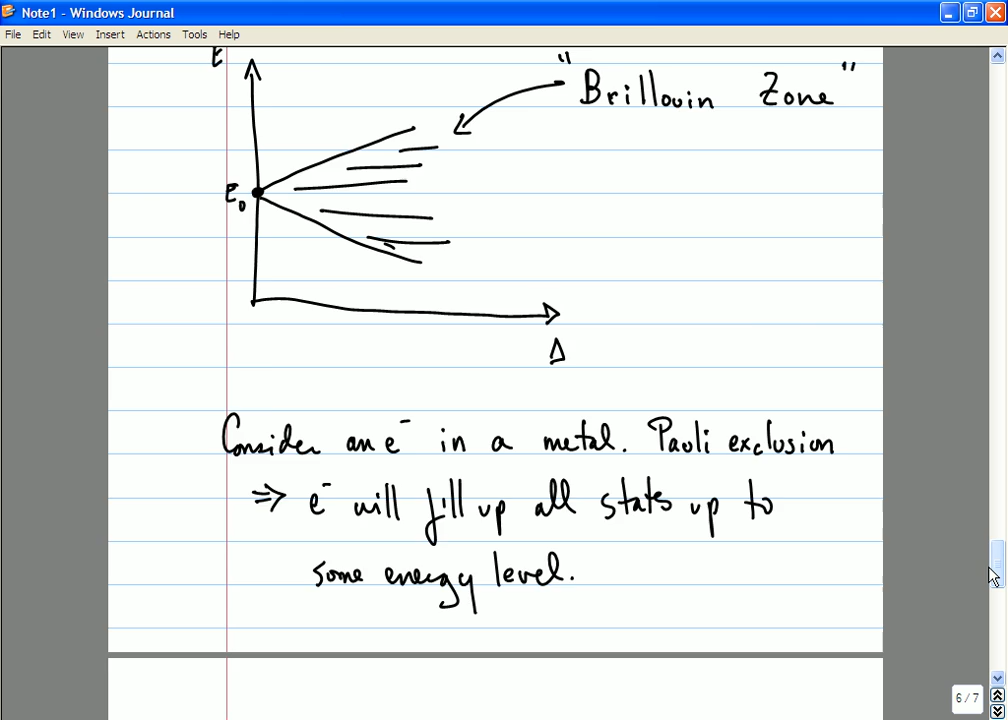 Note1 - Windows Journal
File Edit View Insert Actions Tools Help
E
"Brillouin Zone"
E₀
Δ
Consider an e⁻ in a metal. Pauli exclusion
⇒ e⁻ will fill up all states up to
some energy level.
6 / 7